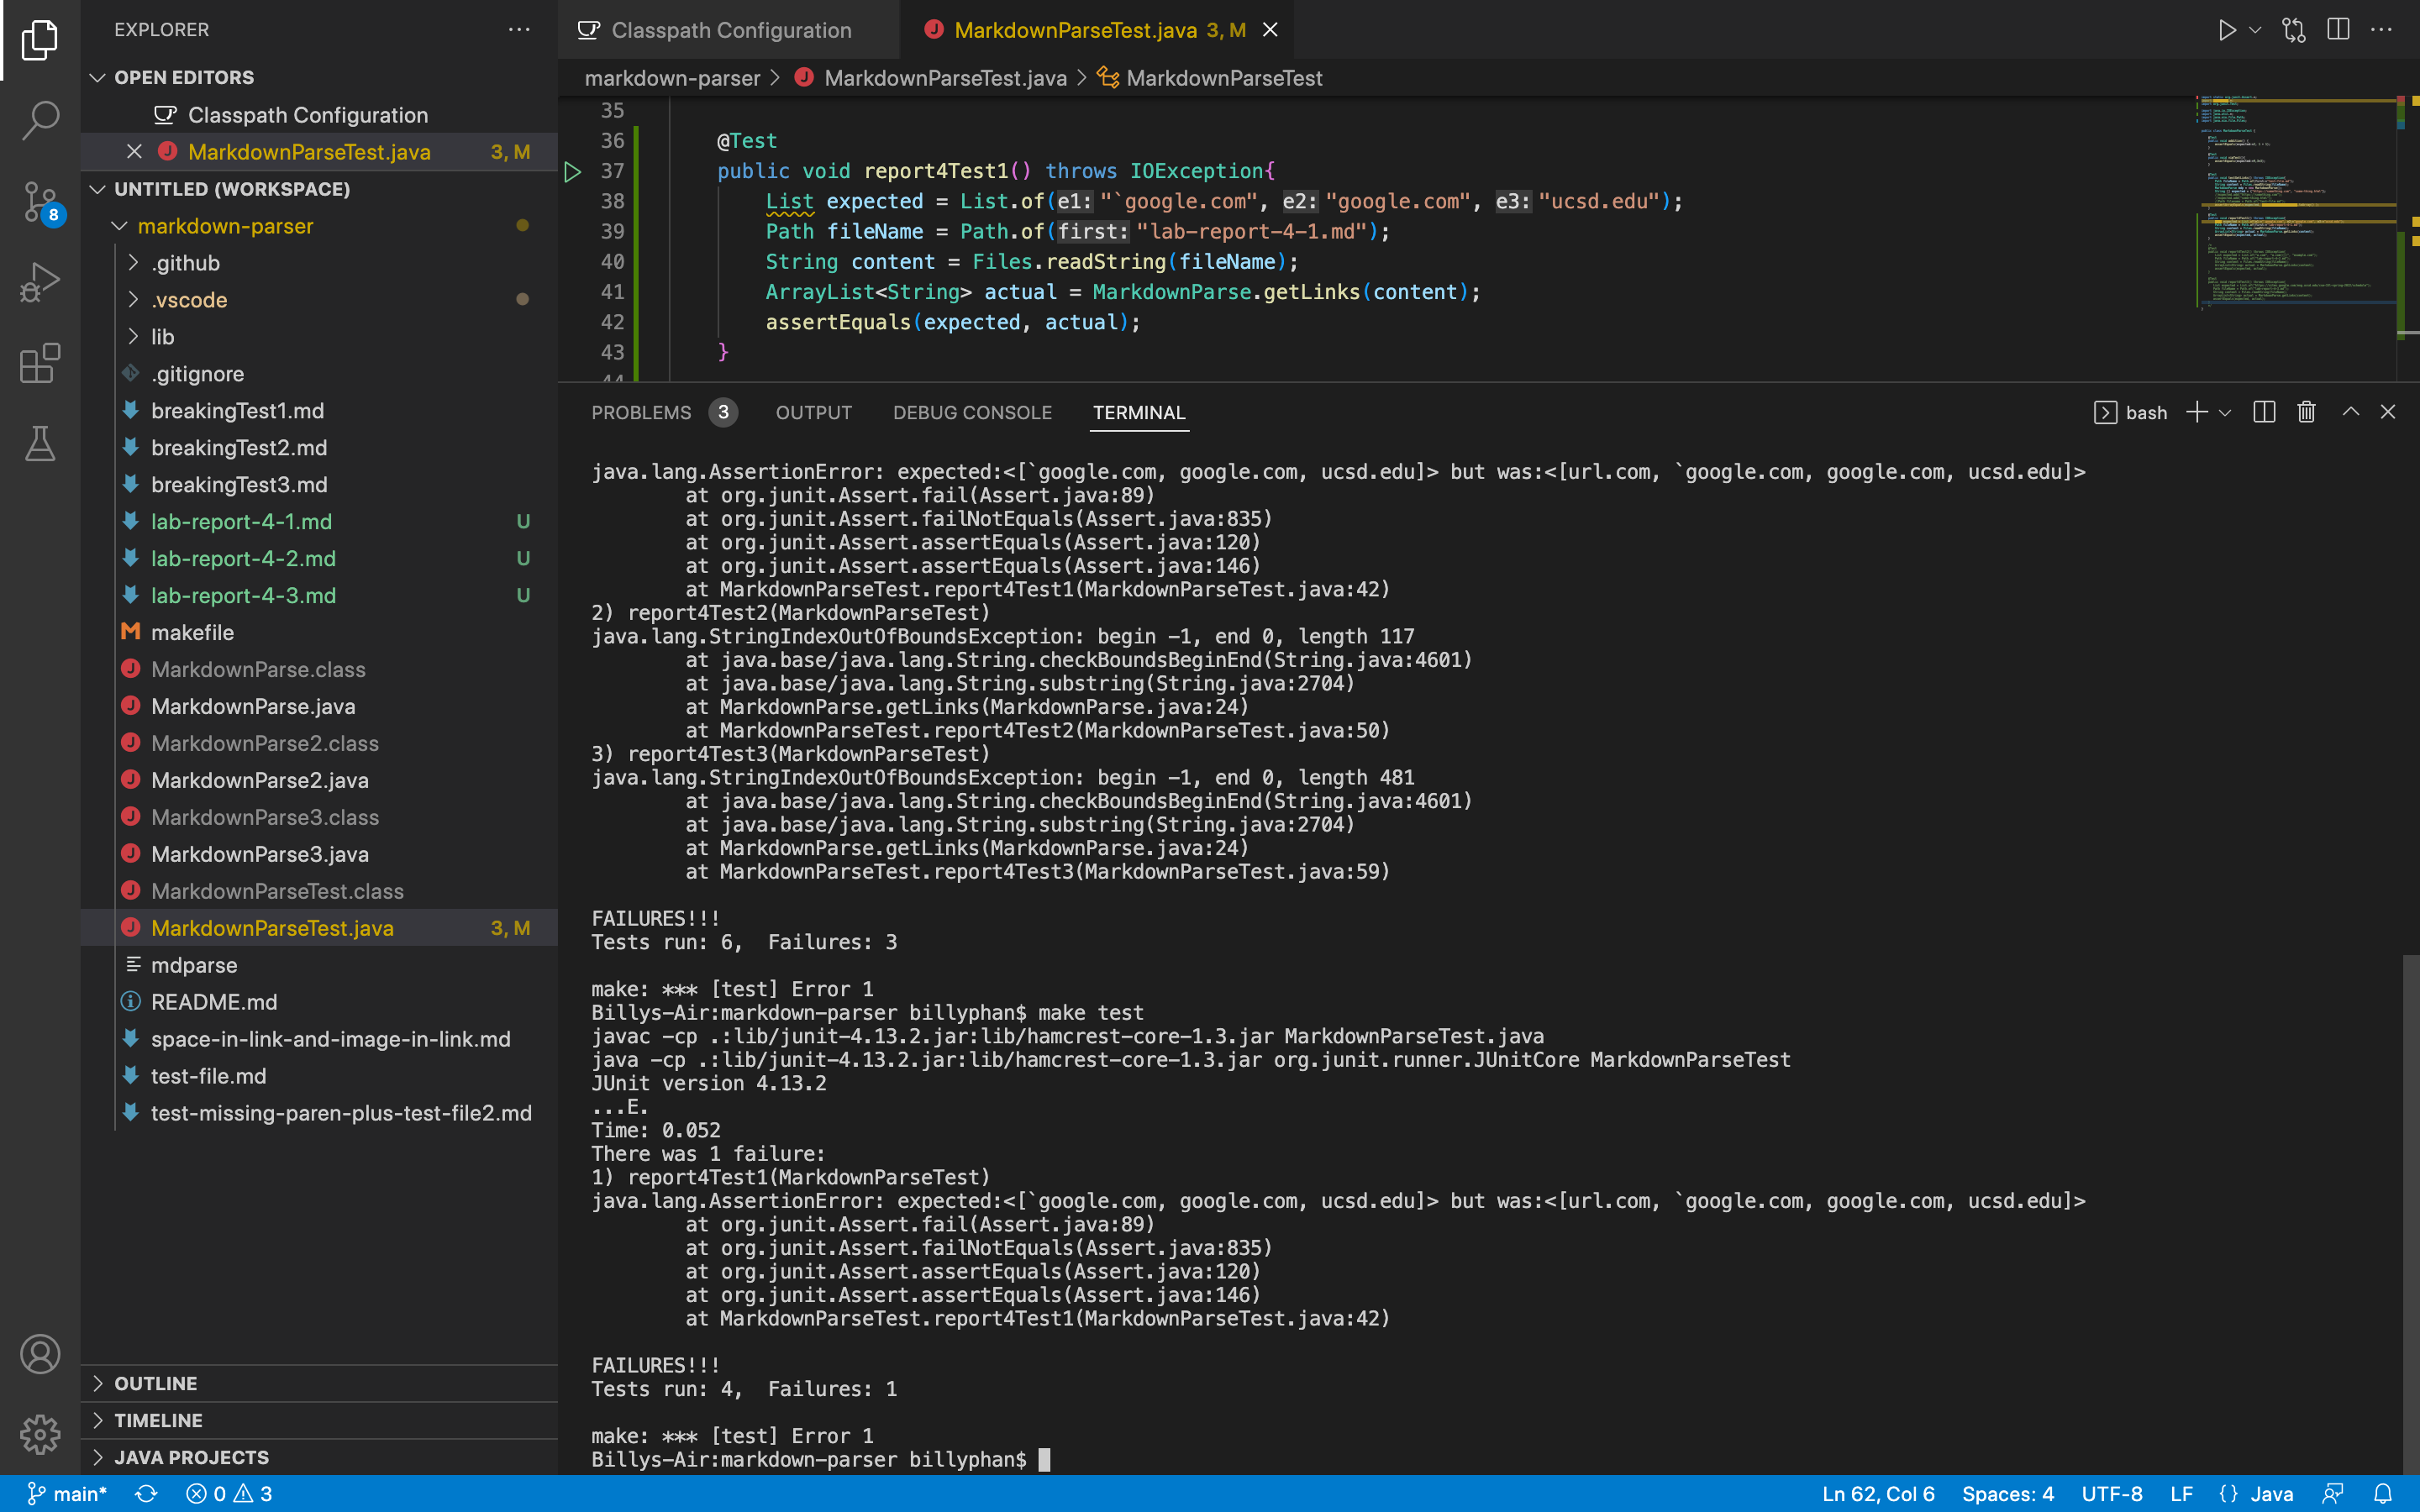 EXPLORER
OPEN EDITORS
Classpath Configuration
MarkdownParseTest.java 3, M
UNTITLED (WORKSPACE)
markdown-parser
.github
.vscode
lib
.gitignore
breakingTest1.md
breakingTest2.md
breakingTest3.md
lab-report-4-1.md U
lab-report-4-2.md U
lab-report-4-3.md U
makefile
MarkdownParse.class
MarkdownParse.java
MarkdownParse2.class
MarkdownParse2.java
MarkdownParse3.class
MarkdownParse3.java
MarkdownParseTest.class
MarkdownParseTest.java 3, M
mdparse
README.md
space-in-link-and-image-in-link.md
test-file.md
test-missing-paren-plus-test-file2.md
OUTLINE
TIMELINE
JAVA PROJECTS
8
Classpath Configuration
MarkdownParseTest.java 3, M
markdown-parser > MarkdownParseTest.java > MarkdownParseTest
35
36 @Test
37 public void report4Test1() throws IOException{
38 List expected = List.of(e1: "`google.com", e2: "google.com", e3: "ucsd.edu");
39 Path fileName = Path.of(first: "lab-report-4-1.md");
40 String content = Files.readString(fileName);
41 ArrayList<String> actual = MarkdownParse.getLinks(content);
42 assertEquals(expected, actual);
43 }
44
PROBLEMS 3 OUTPUT DEBUG CONSOLE TERMINAL
bash
java.lang.AssertionError: expected:<[`google.com, google.com, ucsd.edu]> but was:<[url.com, `google.com, google.com, ucsd.edu]>
at org.junit.Assert.fail(Assert.java:89)
at org.junit.Assert.failNotEquals(Assert.java:835)
at org.junit.Assert.assertEquals(Assert.java:120)
at org.junit.Assert.assertEquals(Assert.java:146)
at MarkdownParseTest.report4Test1(MarkdownParseTest.java:42)
2) report4Test2(MarkdownParseTest)
java.lang.StringIndexOutOfBoundsException: begin -1, end 0, length 117
at java.base/java.lang.String.checkBoundsBeginEnd(String.java:4601)
at java.base/java.lang.String.substring(String.java:2704)
at MarkdownParse.getLinks(MarkdownParse.java:24)
at MarkdownParseTest.report4Test2(MarkdownParseTest.java:50)
3) report4Test3(MarkdownParseTest)
java.lang.StringIndexOutOfBoundsException: begin -1, end 0, length 481
at java.base/java.lang.String.checkBoundsBeginEnd(String.java:4601)
at java.base/java.lang.String.substring(String.java:2704)
at MarkdownParse.getLinks(MarkdownParse.java:24)
at MarkdownParseTest.report4Test3(MarkdownParseTest.java:59)
FAILURES!!!
Tests run: 6,  Failures: 3
make: *** [test] Error 1
Billys-Air:markdown-parser billyphan$ make test
javac -cp .:lib/junit-4.13.2.jar:lib/hamcrest-core-1.3.jar MarkdownParseTest.java
java -cp .:lib/junit-4.13.2.jar:lib/hamcrest-core-1.3.jar org.junit.runner.JUnitCore MarkdownParseTest
JUnit version 4.13.2
...E.
Time: 0.052
There was 1 failure:
1) report4Test1(MarkdownParseTest)
java.lang.AssertionError: expected:<[`google.com, google.com, ucsd.edu]> but was:<[url.com, `google.com, google.com, ucsd.edu]>
at org.junit.Assert.fail(Assert.java:89)
at org.junit.Assert.failNotEquals(Assert.java:835)
at org.junit.Assert.assertEquals(Assert.java:120)
at org.junit.Assert.assertEquals(Assert.java:146)
at MarkdownParseTest.report4Test1(MarkdownParseTest.java:42)
FAILURES!!!
Tests run: 4,  Failures: 1
make: *** [test] Error 1
Billys-Air:markdown-parser billyphan$
main* 0 3 Ln 62, Col 6 Spaces: 4 UTF-8 LF {} Java